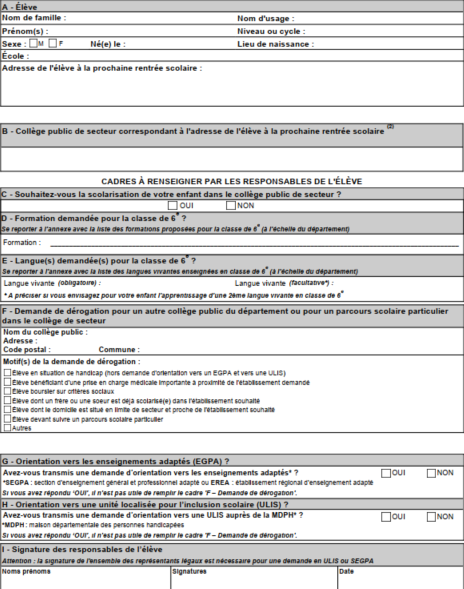 A - Élève
Nom de famille : Nom d'usage :
Prénom(s) : Niveau ou cycle :
Sexe : M F Né(e) le : Lieu de naissance :
École :
Adresse de l'élève à la prochaine rentrée scolaire :
B - Collège public de secteur correspondant à l'adresse de l'élève à la prochaine rentrée scolaire (2)
CADRES À RENSEIGNER PAR LES RESPONSABLES DE L'ÉLÈVE
C - Souhaitez-vous la scolarisation de votre enfant dans le collège public de secteur ?
OUI NON
D - Formation demandée pour la classe de 6e ?
Se reporter à l'annexe avec la liste des formations proposées pour la classe de 6e (à l'échelle du département)
Formation :
E - Langue(s) demandée(s) pour la classe de 6e ?
Se reporter à l'annexe avec la liste des langues vivantes enseignées en classe de 6e (à l'échelle du département)
Langue vivante (obligatoire) : Langue vivante (facultative*) :
* A préciser si vous envisagez pour votre enfant l'apprentissage d'une 2ème langue vivante en classe de 6e
F - Demande de dérogation pour un autre collège public du département ou pour un parcours scolaire particulier
dans le collège de secteur
Nom du collège public :
Adresse :
Code postal : Commune :
Motif(s) de la demande de dérogation :
Élève en situation de handicap (hors demande d'orientation vers un EGPA et vers une ULIS)
Élève bénéficiant d'une prise en charge médicale importante à proximité de l'établissement demandé
Élève boursier sur critères sociaux
Élève dont un frère ou une soeur est déjà scolarisé(e) dans l'établissement souhaité
Élève dont le domicile est situé en limite de secteur et proche de l'établissement souhaité
Élève devant suivre un parcours scolaire particulier
Autres
G - Orientation vers les enseignements adaptés (EGPA) ?
Avez-vous transmis une demande d'orientation vers les enseignements adaptés* ? OUI NON
*SEGPA : section d'enseignement général et professionnel adapté ou EREA : établissement régional d'enseignement adapté
Si vous avez répondu 'OUI', il n'est pas utile de remplir le cadre 'F – Demande de dérogation'.
H - Orientation vers une unité localisée pour l'inclusion scolaire (ULIS) ?
Avez-vous transmis une demande d'orientation vers une ULIS auprès de la MDPH* ? OUI NON
*MDPH : maison départementale des personnes handicapées
Si vous avez répondu 'OUI', il n'est pas utile de remplir le cadre 'F – Demande de dérogation'.
I - Signature des responsables de l'élève
Attention : la signature de l'ensemble des représentants légaux est nécessaire pour une demande en ULIS ou SEGPA
Noms prénoms Signatures Date